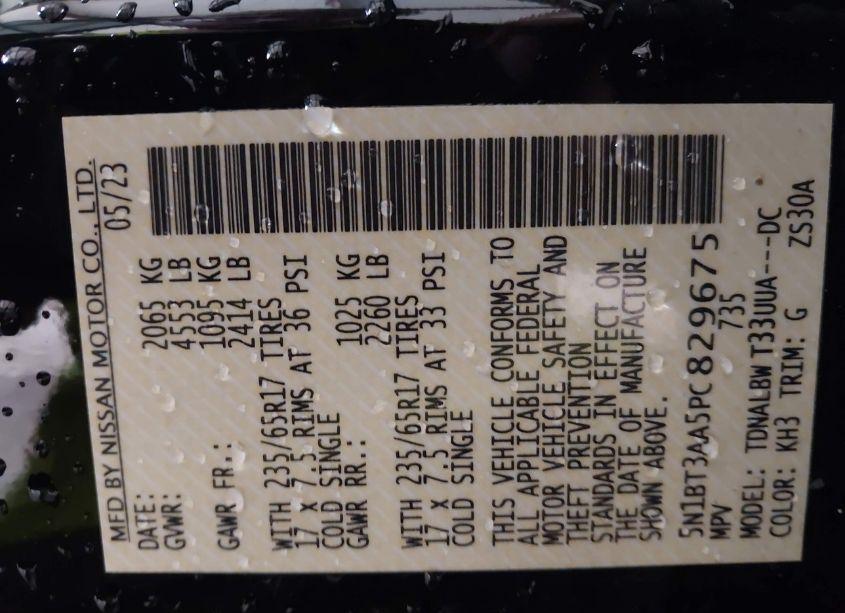 MFD BY NISSAN MOTOR CO., LTD.
DATE: 05/23
GVWR: 2065 KG
4553 LB
GAWR FR.: 1095 KG
2414 LB
WITH 235/65R17 TIRES
17 X 7.5 RIMS AT 36 PSI
COLD SINGLE
GAWR RR.: 1025 KG
2260 LB
WITH 235/65R17 TIRES
17 X 7.5 RIMS AT 33 PSI
COLD SINGLE
THIS VEHICLE CONFORMS TO
ALL APPLICABLE FEDERAL
MOTOR VEHICLE SAFETY AND
THEFT PREVENTION
STANDARDS IN EFFECT ON
THE DATE OF MANUFACTURE
SHOWN ABOVE.
5N1BT3AA5PC829675
MPV 735
MODEL: TDNALBWT33UUA---DC
COLOR: KH3 TRIM: G ZS30A